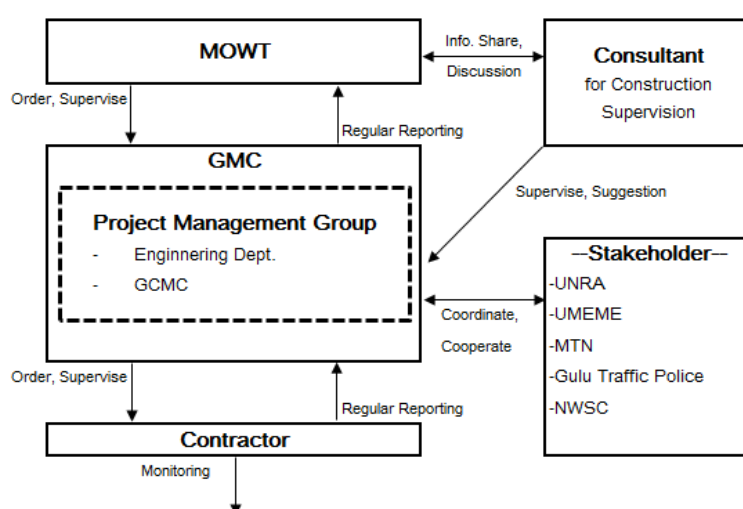 MOWT
Info. Share,
Discussion
Consultant
for Construction
Supervision
Order, Supervise
Regular Reporting
GMC
Project Management Group
- Enginnering Dept.
- GCMC
Supervise, Suggestion
--Stakeholder--
-UNRA
-UMEME
-MTN
-Gulu Traffic Police
-NWSC
Coordinate,
Cooperate
Order, Supervise
Regular Reporting
Contractor
Monitoring